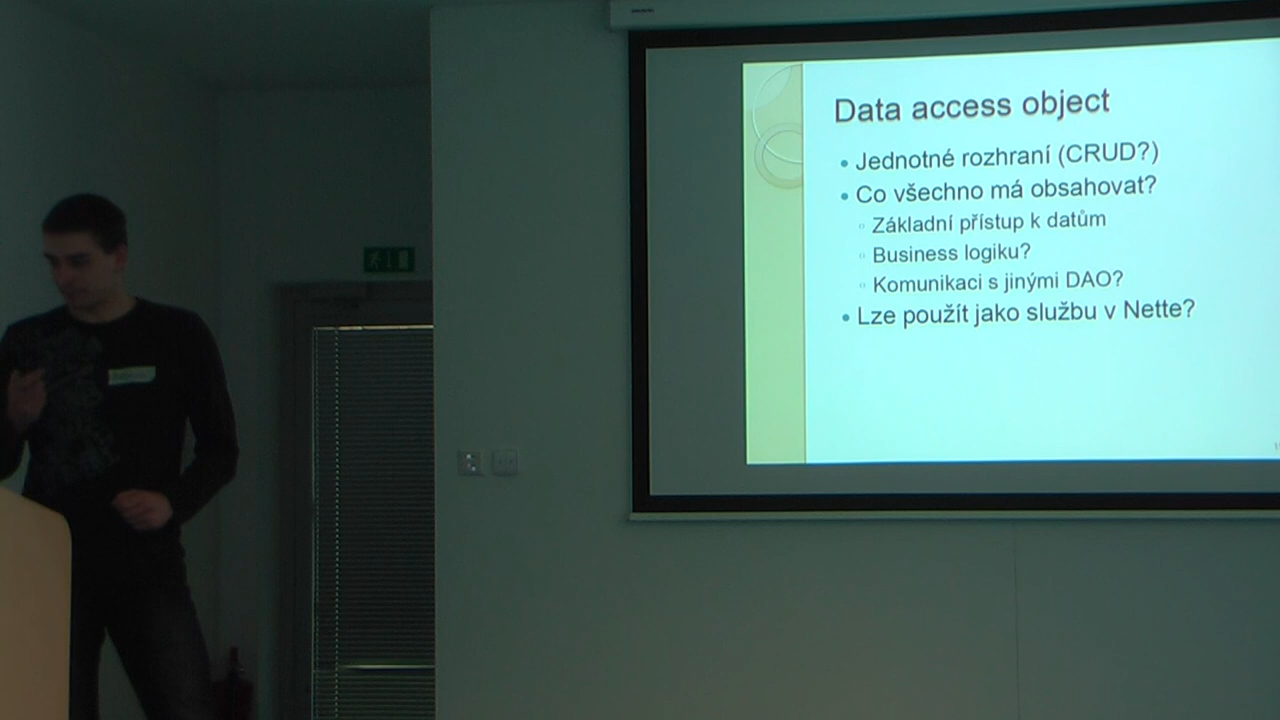 Data access object
• Jednotné rozhraní (CRUD?)
• Co všechno má obsahovat?
◦ Základní přístup k datům
◦ Business logiku?
◦ Komunikaci s jinými DAO?
• Lze použít jako službu v Nette?